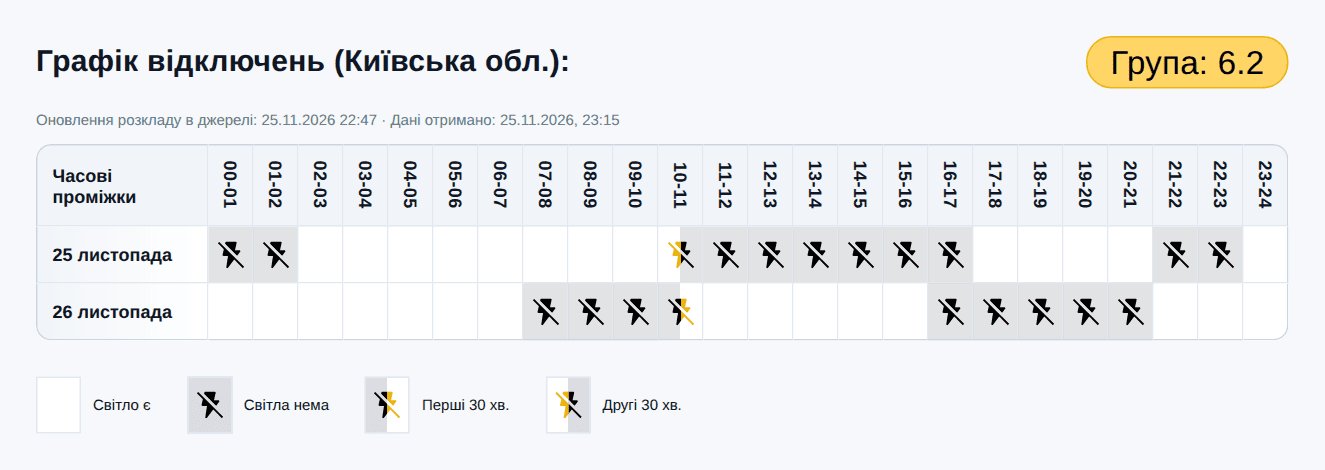 Графік відключень (Київська обл.):
Група: 6.2
Оновлення розкладу в джерелі: 25.11.2026 22:47 · Дані отримано: 25.11.2026, 23:15
Часові
проміжки
00-01
01-02
02-03
03-04
04-05
05-06
06-07
07-08
08-09
09-10
10-11
11-12
12-13
13-14
14-15
15-16
16-17
17-18
18-19
19-20
20-21
21-22
22-23
23-24
25 листопада
26 листопада
Світло є
Світла нема
Перші 30 хв.
Другі 30 хв.